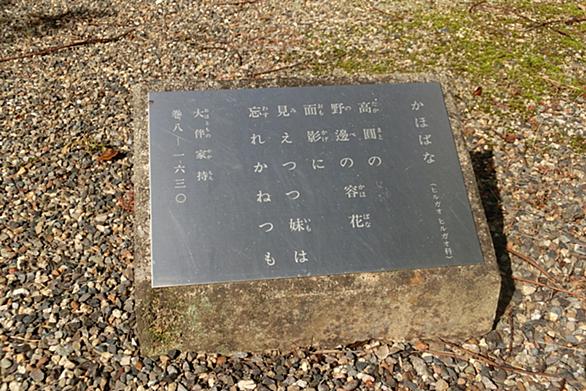 かほばな（ヒルガオ ヒルガオ科）
高圓の
野邊の容花
面影に
見えつつ妹は
忘れかねつも
大伴家持
巻八―一六三〇